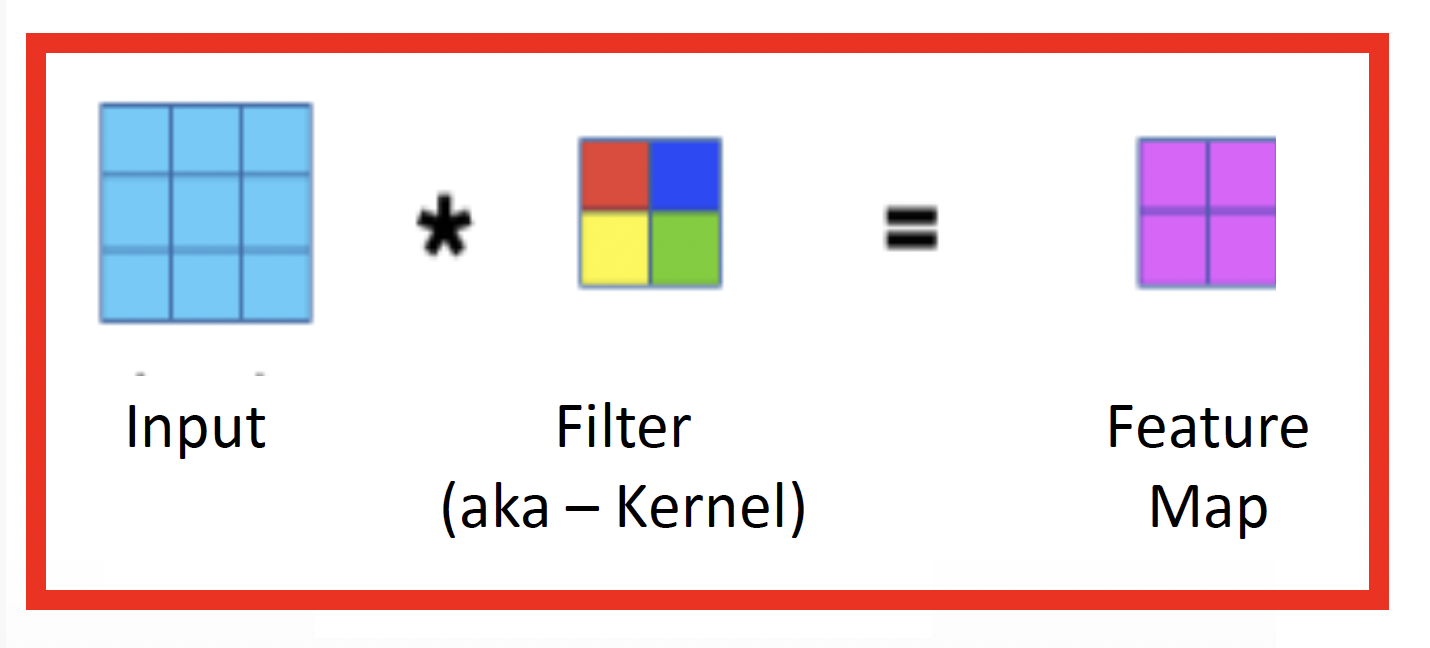 * =
Input Filter Feature
(aka – Kernel) Map